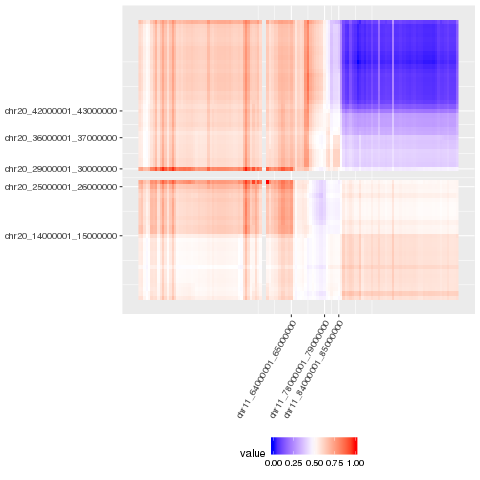 chr20_42000001_43000000
chr20_36000001_37000000
chr20_29000001_30000000
chr20_25000001_26000000
chr20_14000001_15000000
chr11_64000001_65000000
chr11_78000001_79000000
chr11_84000001_85000000
value
0.00 0.25 0.50 0.75 1.00